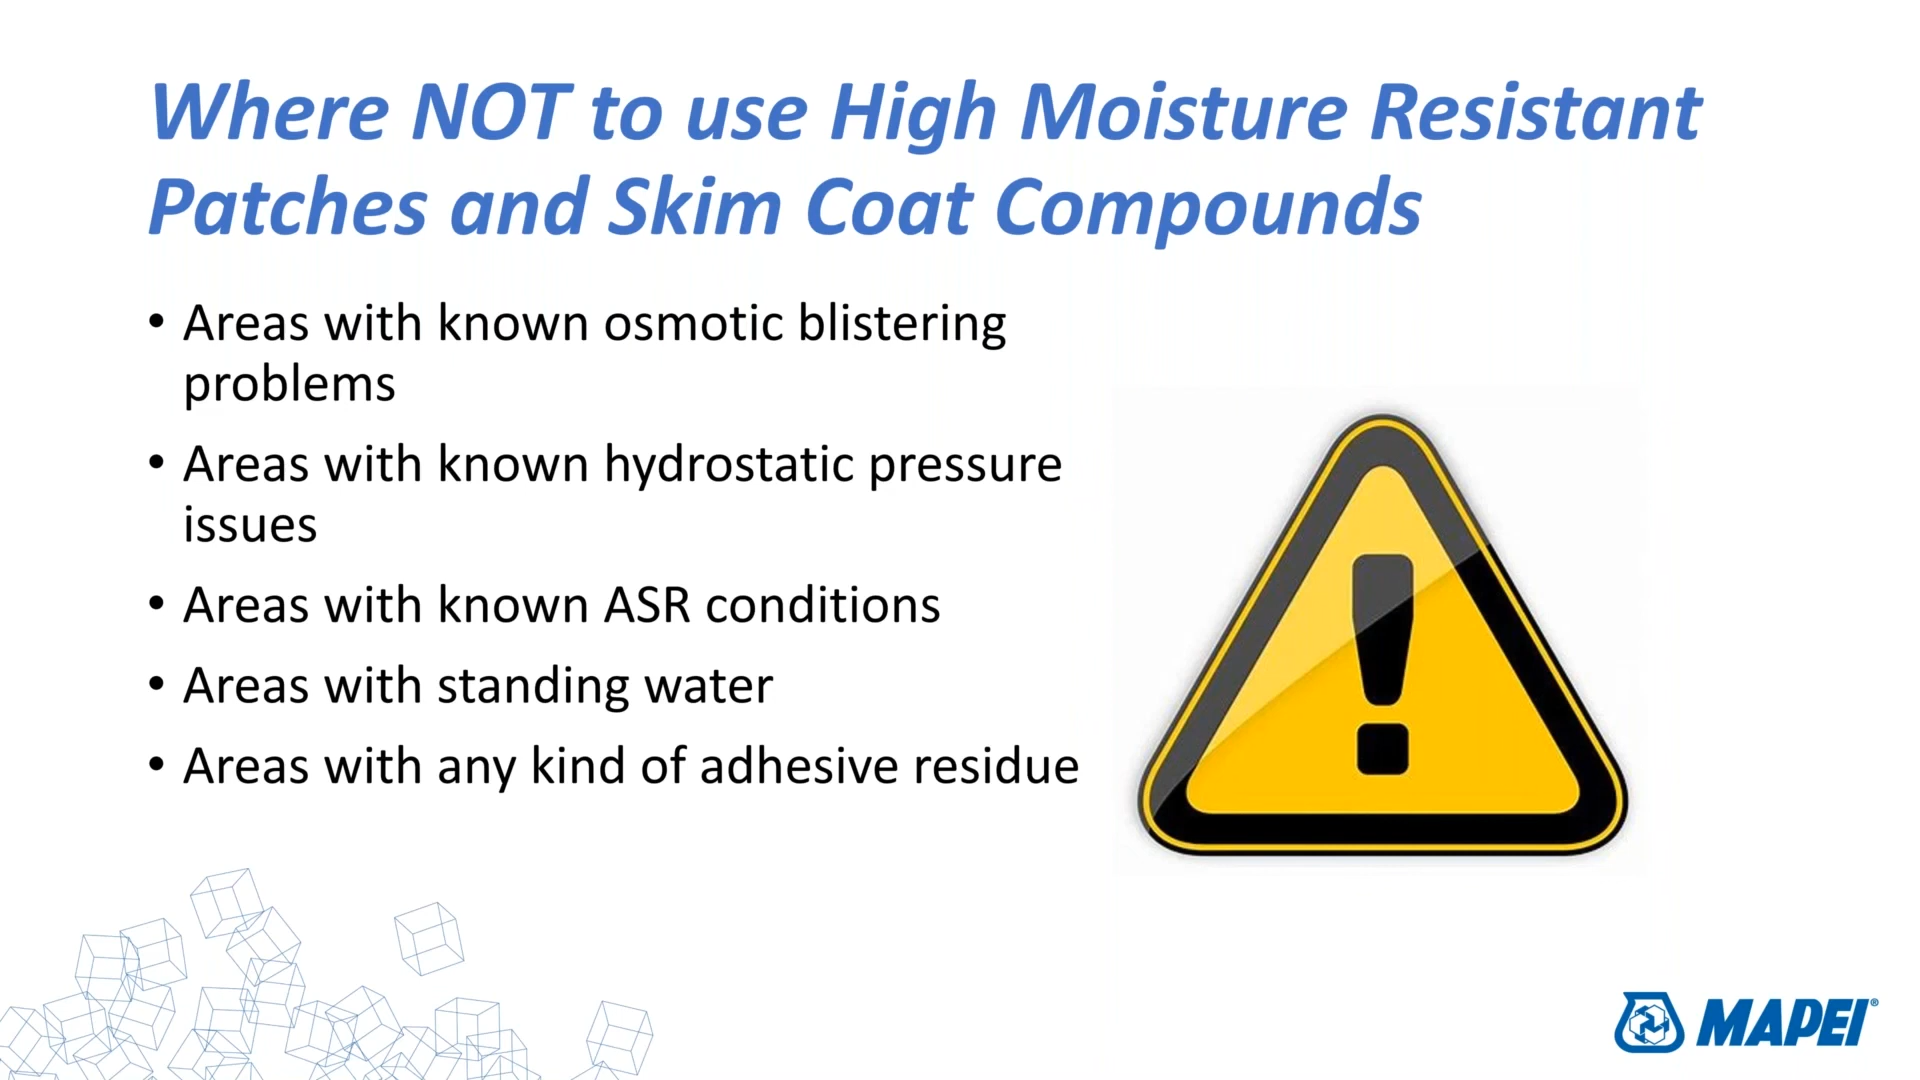 Where NOT to use High Moisture Resistant
Patches and Skim Coat Compounds
• Areas with known osmotic blistering
problems
• Areas with known hydrostatic pressure
issues
• Areas with known ASR conditions
• Areas with standing water
• Areas with any kind of adhesive residue
!
MAPEI®